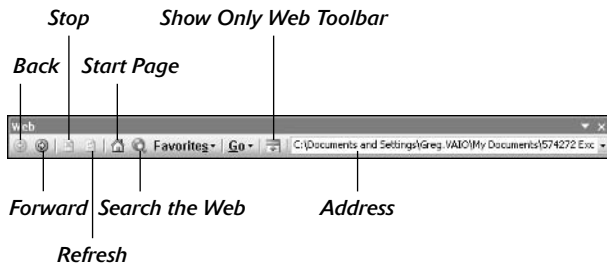 Stop
Show Only Web Toolbar
Back
Start Page
Web
Favorites
Go
C:\Documents and Settings\Greg.VAIO\My Documents\574272 Exc
Forward
Search the Web
Address
Refresh